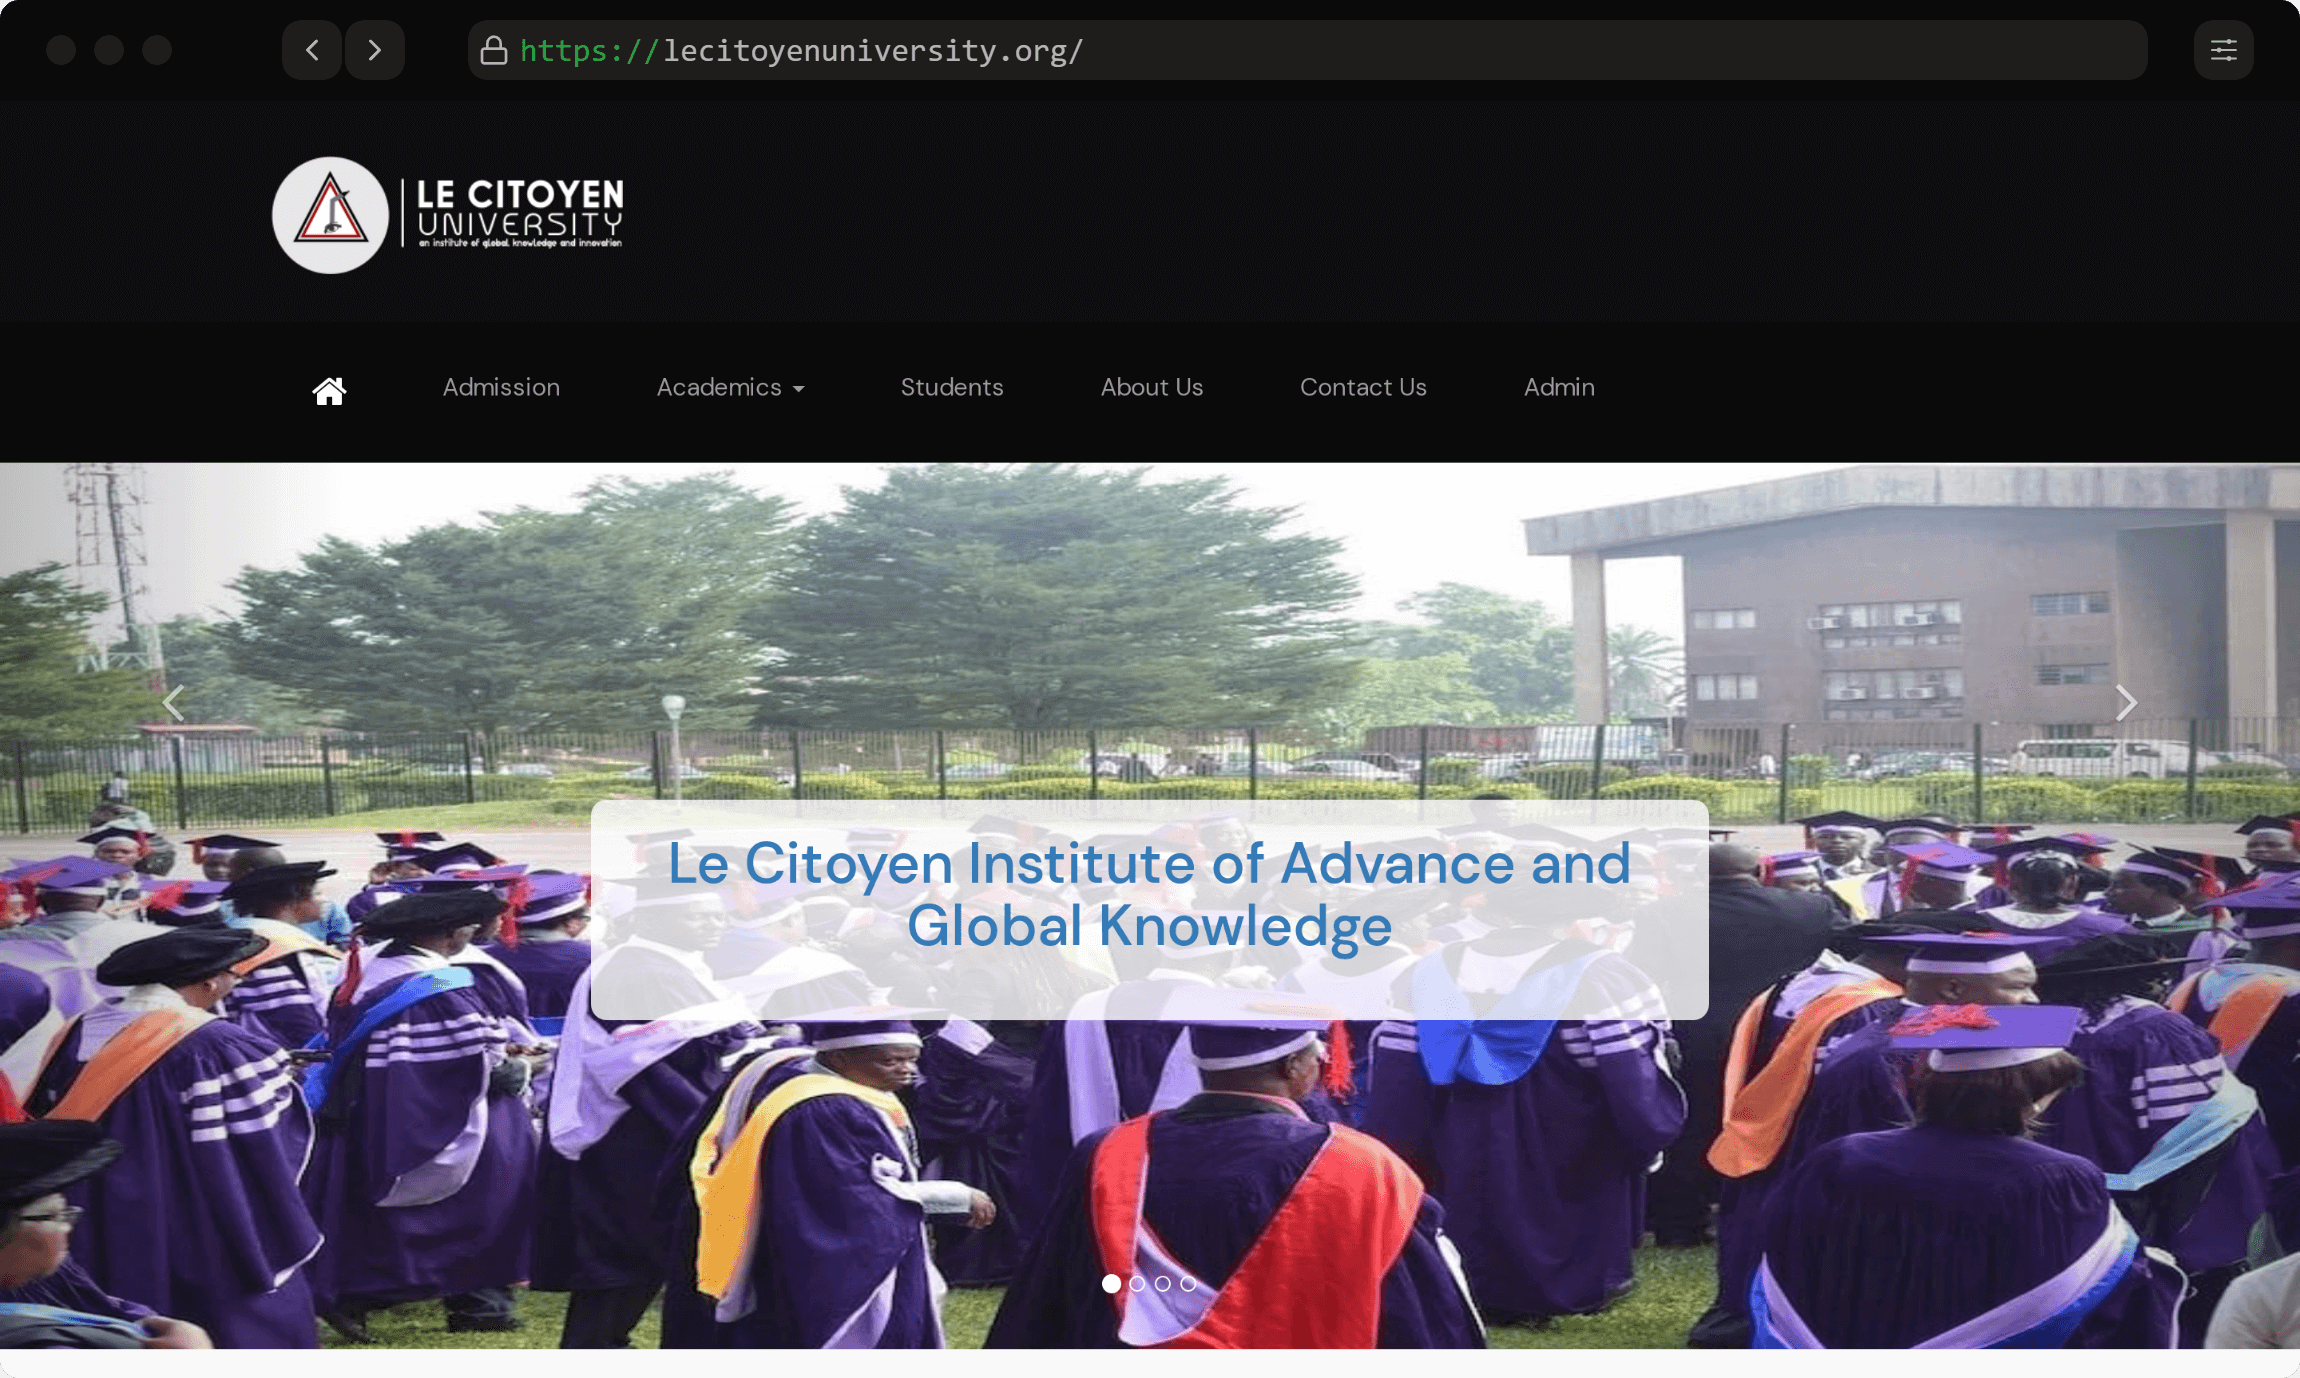 https://lecitoyenuniversity.org/
LE CITOYEN
UNIVERSITY
an institute of global knowledge and innovation
Admission
Academics
Students
About Us
Contact Us
Admin
Le Citoyen Institute of Advance and
Global Knowledge